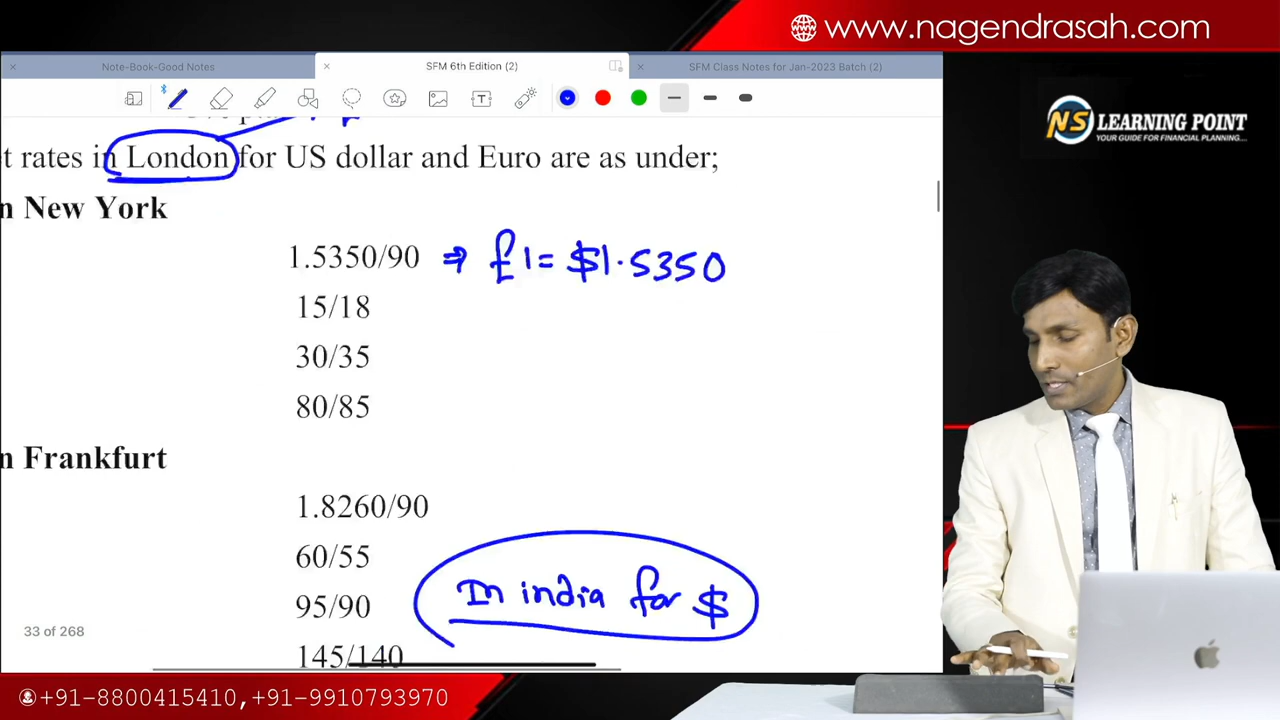 www.nagendrasah.com
Note-Book-Good Notes
SFM 6th Edition (2)
SFM Class Notes for Jan-2023 Batch (2)
NS LEARNING POINT
YOUR GUIDE FOR FINANCIAL PLANNING....
t rates in London for US dollar and Euro are as under;
n New York
1.5350/90 ⇒ £1 = $1.5350
15/18
30/35
80/85
n Frankfurt
1.8260/90
60/55
95/90
In india for $
145/140
33 of 268
+91-8800415410,+91-9910793970